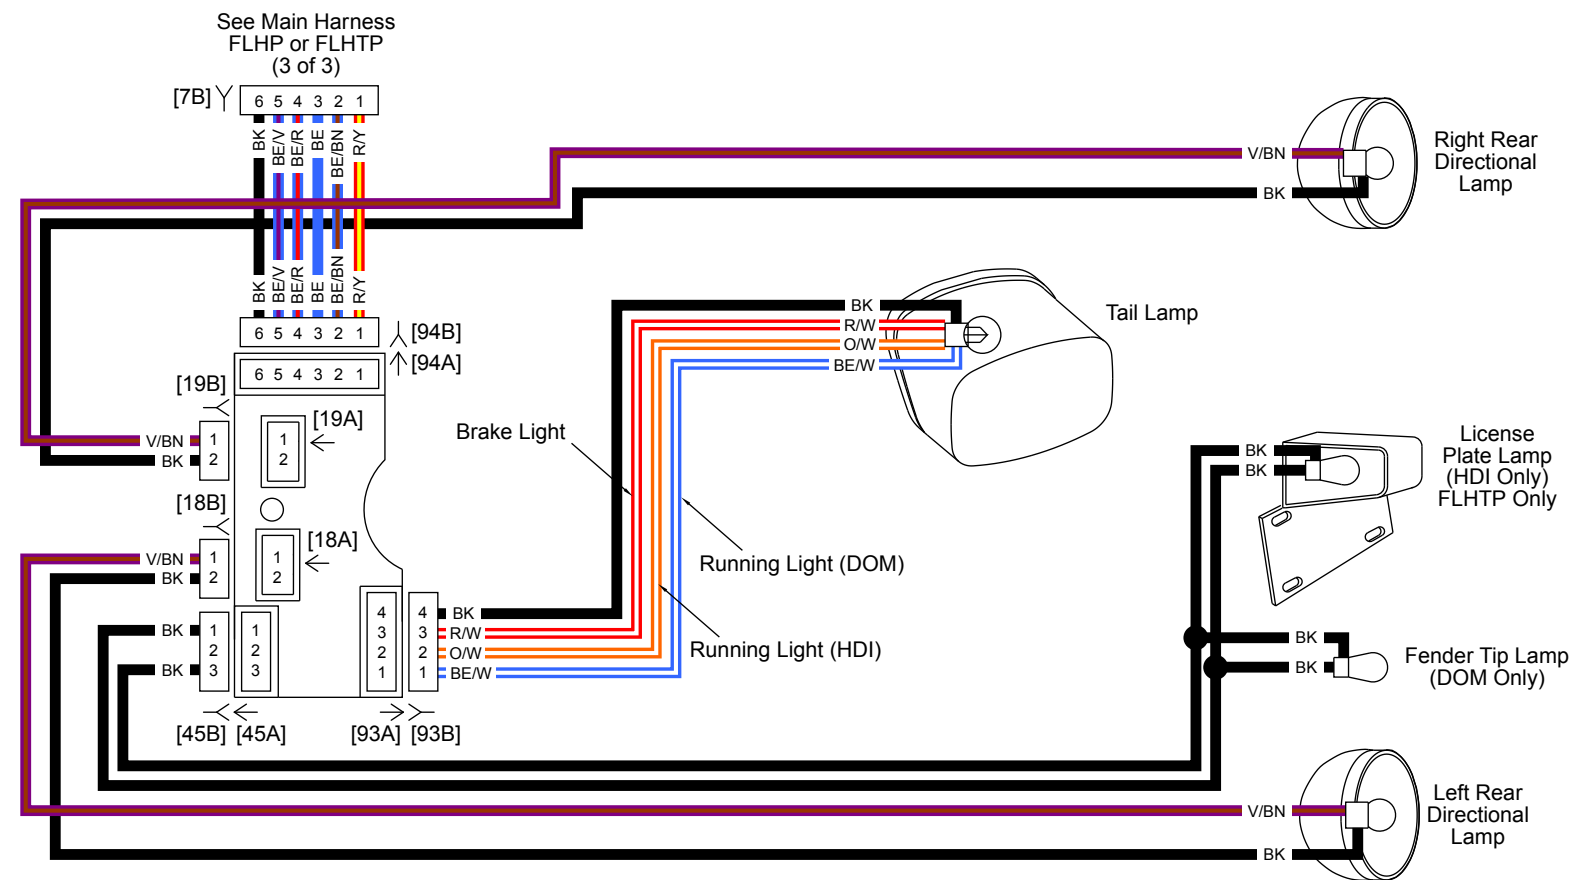 See Main Harness
FLHP or FLHTP
(3 of 3)
[7B]
6 5 4 3 2 1
BK BE/V BE/R BE BE/BN R/Y
BK BE/V BE/R BE BE/BN R/Y
6 5 4 3 2 1
[94B]
[94A]
6 5 4 3 2 1
V/BN
BK
Right Rear
Directional
Lamp
BK
R/W
O/W
BE/W
Tail Lamp
[19B]
[19A]
V/BN 1
BK 2
1
2
Brake Light
License
Plate Lamp
(HDI Only)
FLHTP Only
BK
BK
[18B]
[18A]
V/BN 1
BK 2
1
2
Running Light (DOM)
Running Light (HDI)
BK 1
2
BK 3
1
2
3
4
3
2
1
4 BK
3 R/W
2 O/W
1 BE/W
BK
BK
Fender Tip Lamp
(DOM Only)
[45B] [45A] [93A] [93B]
V/BN
BK
Left Rear
Directional
Lamp